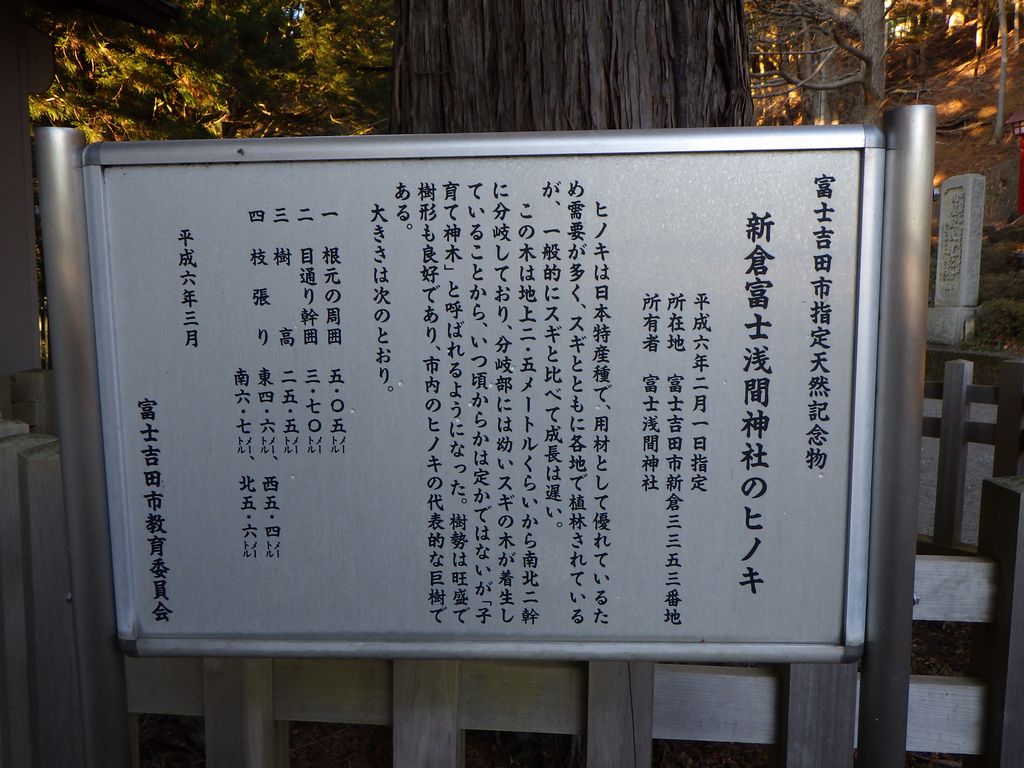 富士吉田市指定天然記念物
新倉富士浅間神社のヒノキ
平成六年二月一日指定
所在地　富士吉田市新倉三三五三番地
所有者　富士浅間神社
ヒノキは日本特産種で、用材として優れているた
め需要が多く、スギとともに各地で植林されている
が、一般的にスギと比べて成長は遅い。
この木は地上二・五メートルくらいから南北二幹
に分岐しており、分岐部には幼いスギの木が着生し
ていることから、いつ頃からかは定かではないが「子
育て神木」と呼ばれるようになった。樹勢は旺盛で
樹形も良好であり、市内のヒノキの代表的な巨樹で
ある。
大きさは次のとおり。
一　根元の周囲　五・〇五メートル
二　目通り幹囲　三・七〇メートル
三　樹　高　二五・五メートル
四　枝張り　東四・六メートル、西五・四メートル
南六・七メートル、北五・六メートル
平成六年三月
富士吉田市教育委員会